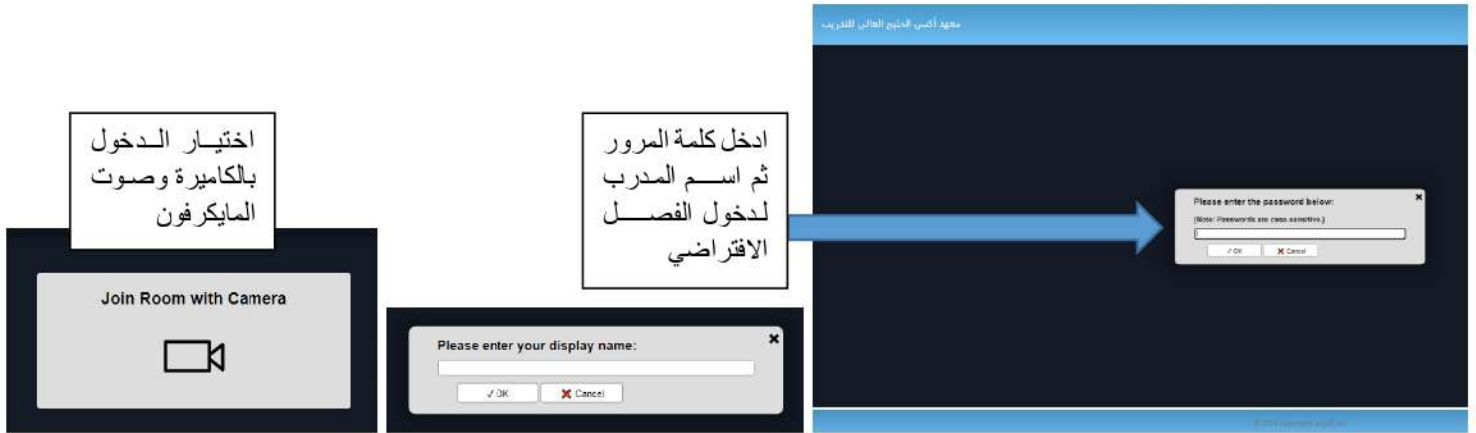 معهد أكسي الخليج العالي للتدريب
ادخل كلمة المرور
ثم اسم المدرب
لدخول الفصل
الافتراضي
Please enter the password below:
(Note: Passwords are case-sensitive.)
✓ OK ✖ Cancel
Please enter your display name:
✓ OK ✖ Cancel
اختيار الدخول
بالكاميرة وصوت
المايكرفون
Join Room with Camera